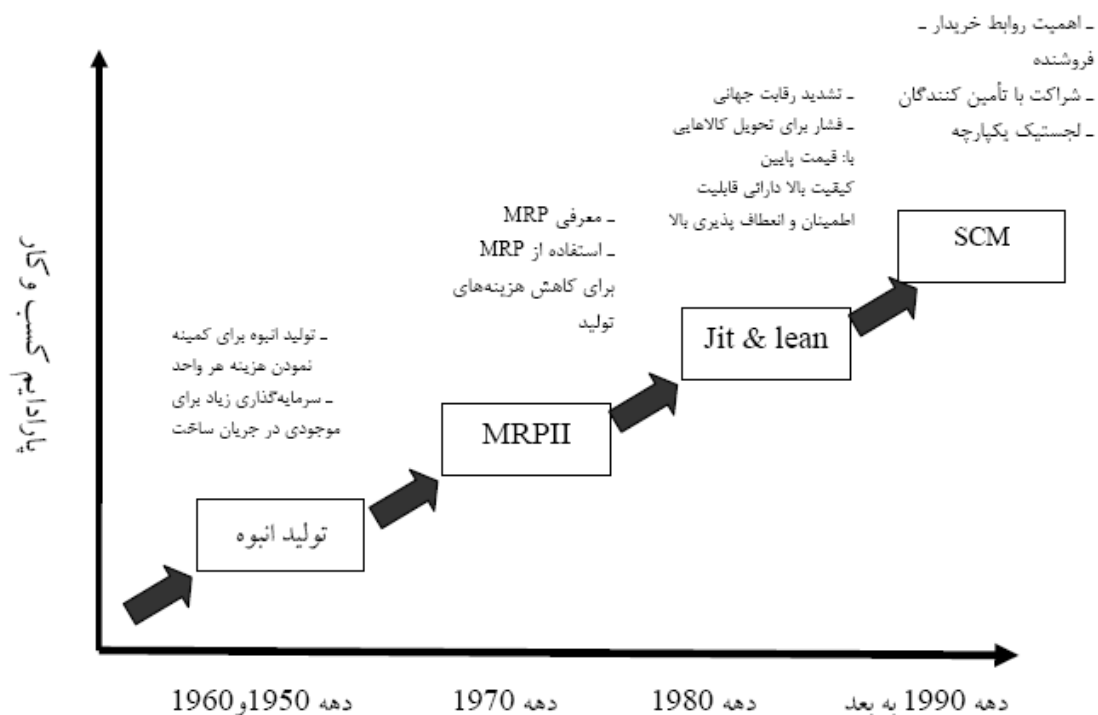 ـ اهمیت روابط خریدار ـ
فروشنده
ـ شراکت با تأمین کنندگان
ـ لجستیک یکپارچه
ـ تشدید رقابت جهانی
ـ فشار برای تحویل کالاهایی
با: قیمت پایین
کیقیت بالا دارائی قابلیت
اطمینان و انعطاف پذیری بالا
ـ معرفی MRP
ـ استفاده از MRP
برای کاهش هزینه‌های
تولید
ـ تولید انبوه برای کمینه
نمودن هزینه هر واحد
ـ سرمایه‌گذاری زیاد برای
موجودی در جریان ساخت
SCM
Jit & lean
MRPII
تولید انبوه
پارادایم کسب و کار
دهه 1950و1960
دهه 1970
دهه 1980
دهه 1990 به بعد